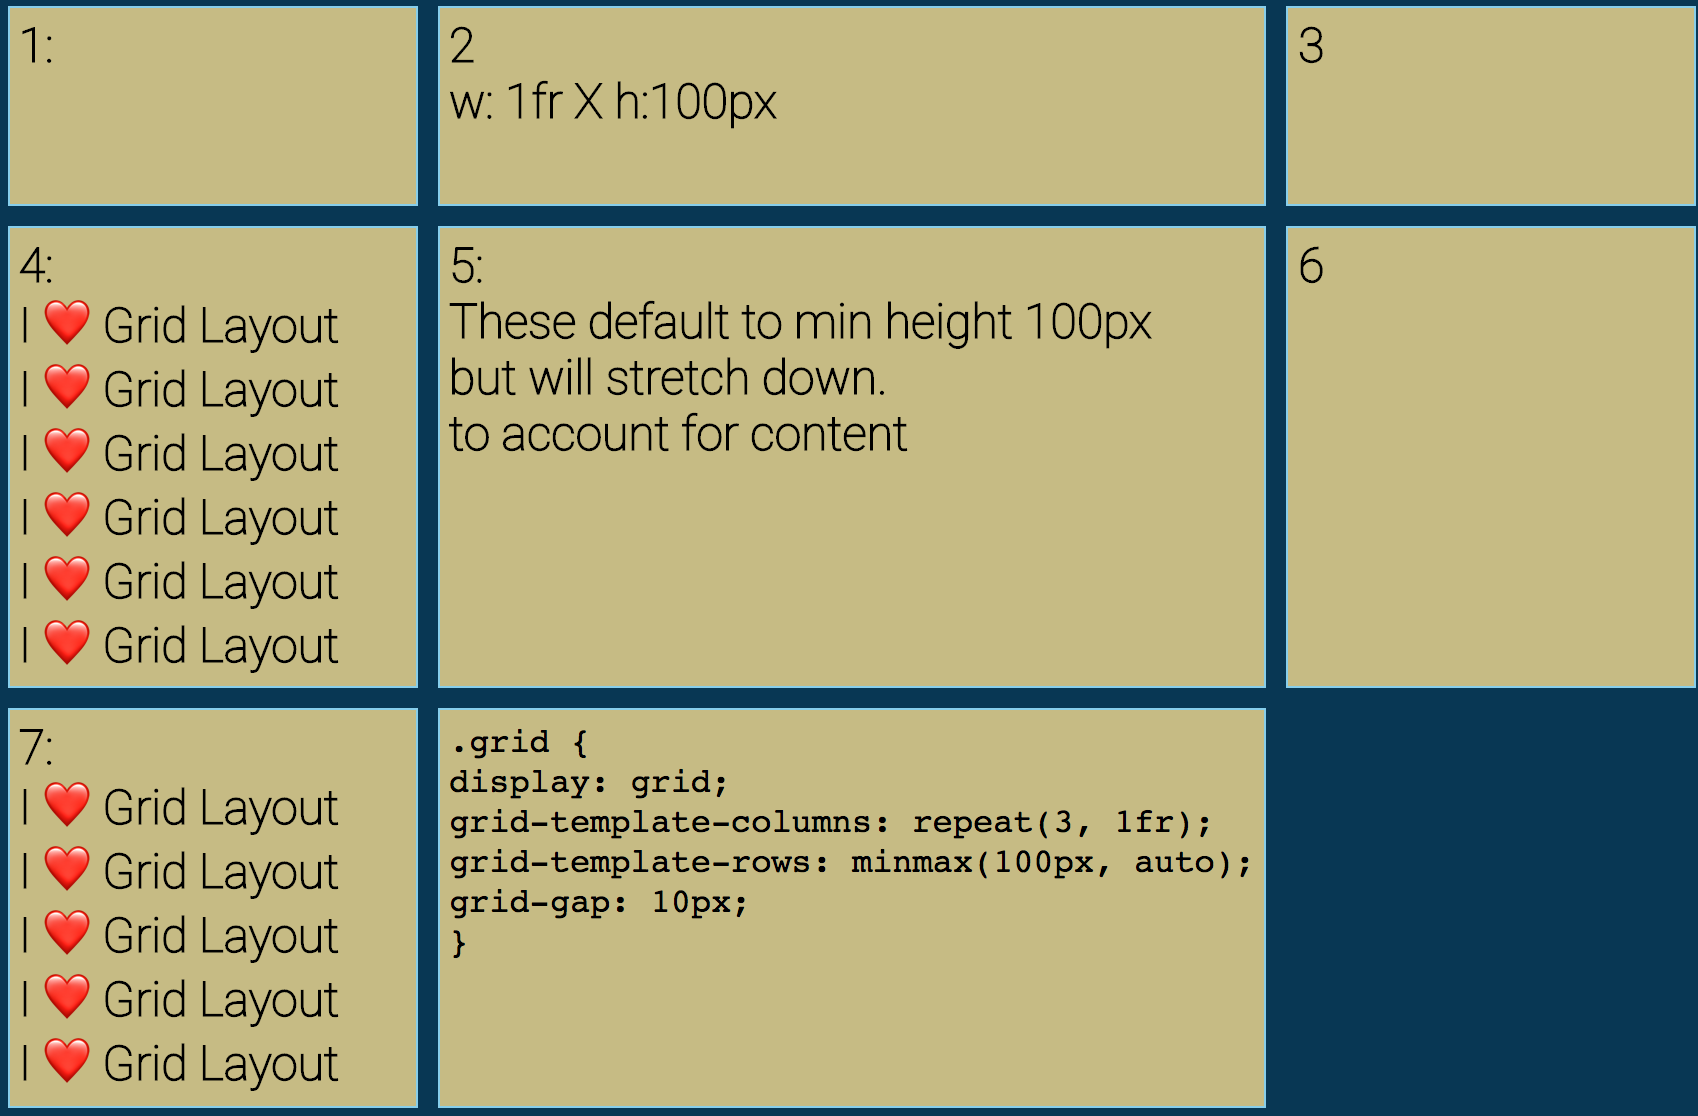 1:
2
w: 1fr X h:100px
3
4:
I ❤️ Grid Layout
I ❤️ Grid Layout
I ❤️ Grid Layout
I ❤️ Grid Layout
I ❤️ Grid Layout
I ❤️ Grid Layout
5:
These default to min height 100px
but will stretch down.
to account for content
6
7:
I ❤️ Grid Layout
I ❤️ Grid Layout
I ❤️ Grid Layout
I ❤️ Grid Layout
I ❤️ Grid Layout
.grid {
display: grid;
grid-template-columns: repeat(3, 1fr);
grid-template-rows: minmax(100px, auto);
grid-gap: 10px;
}